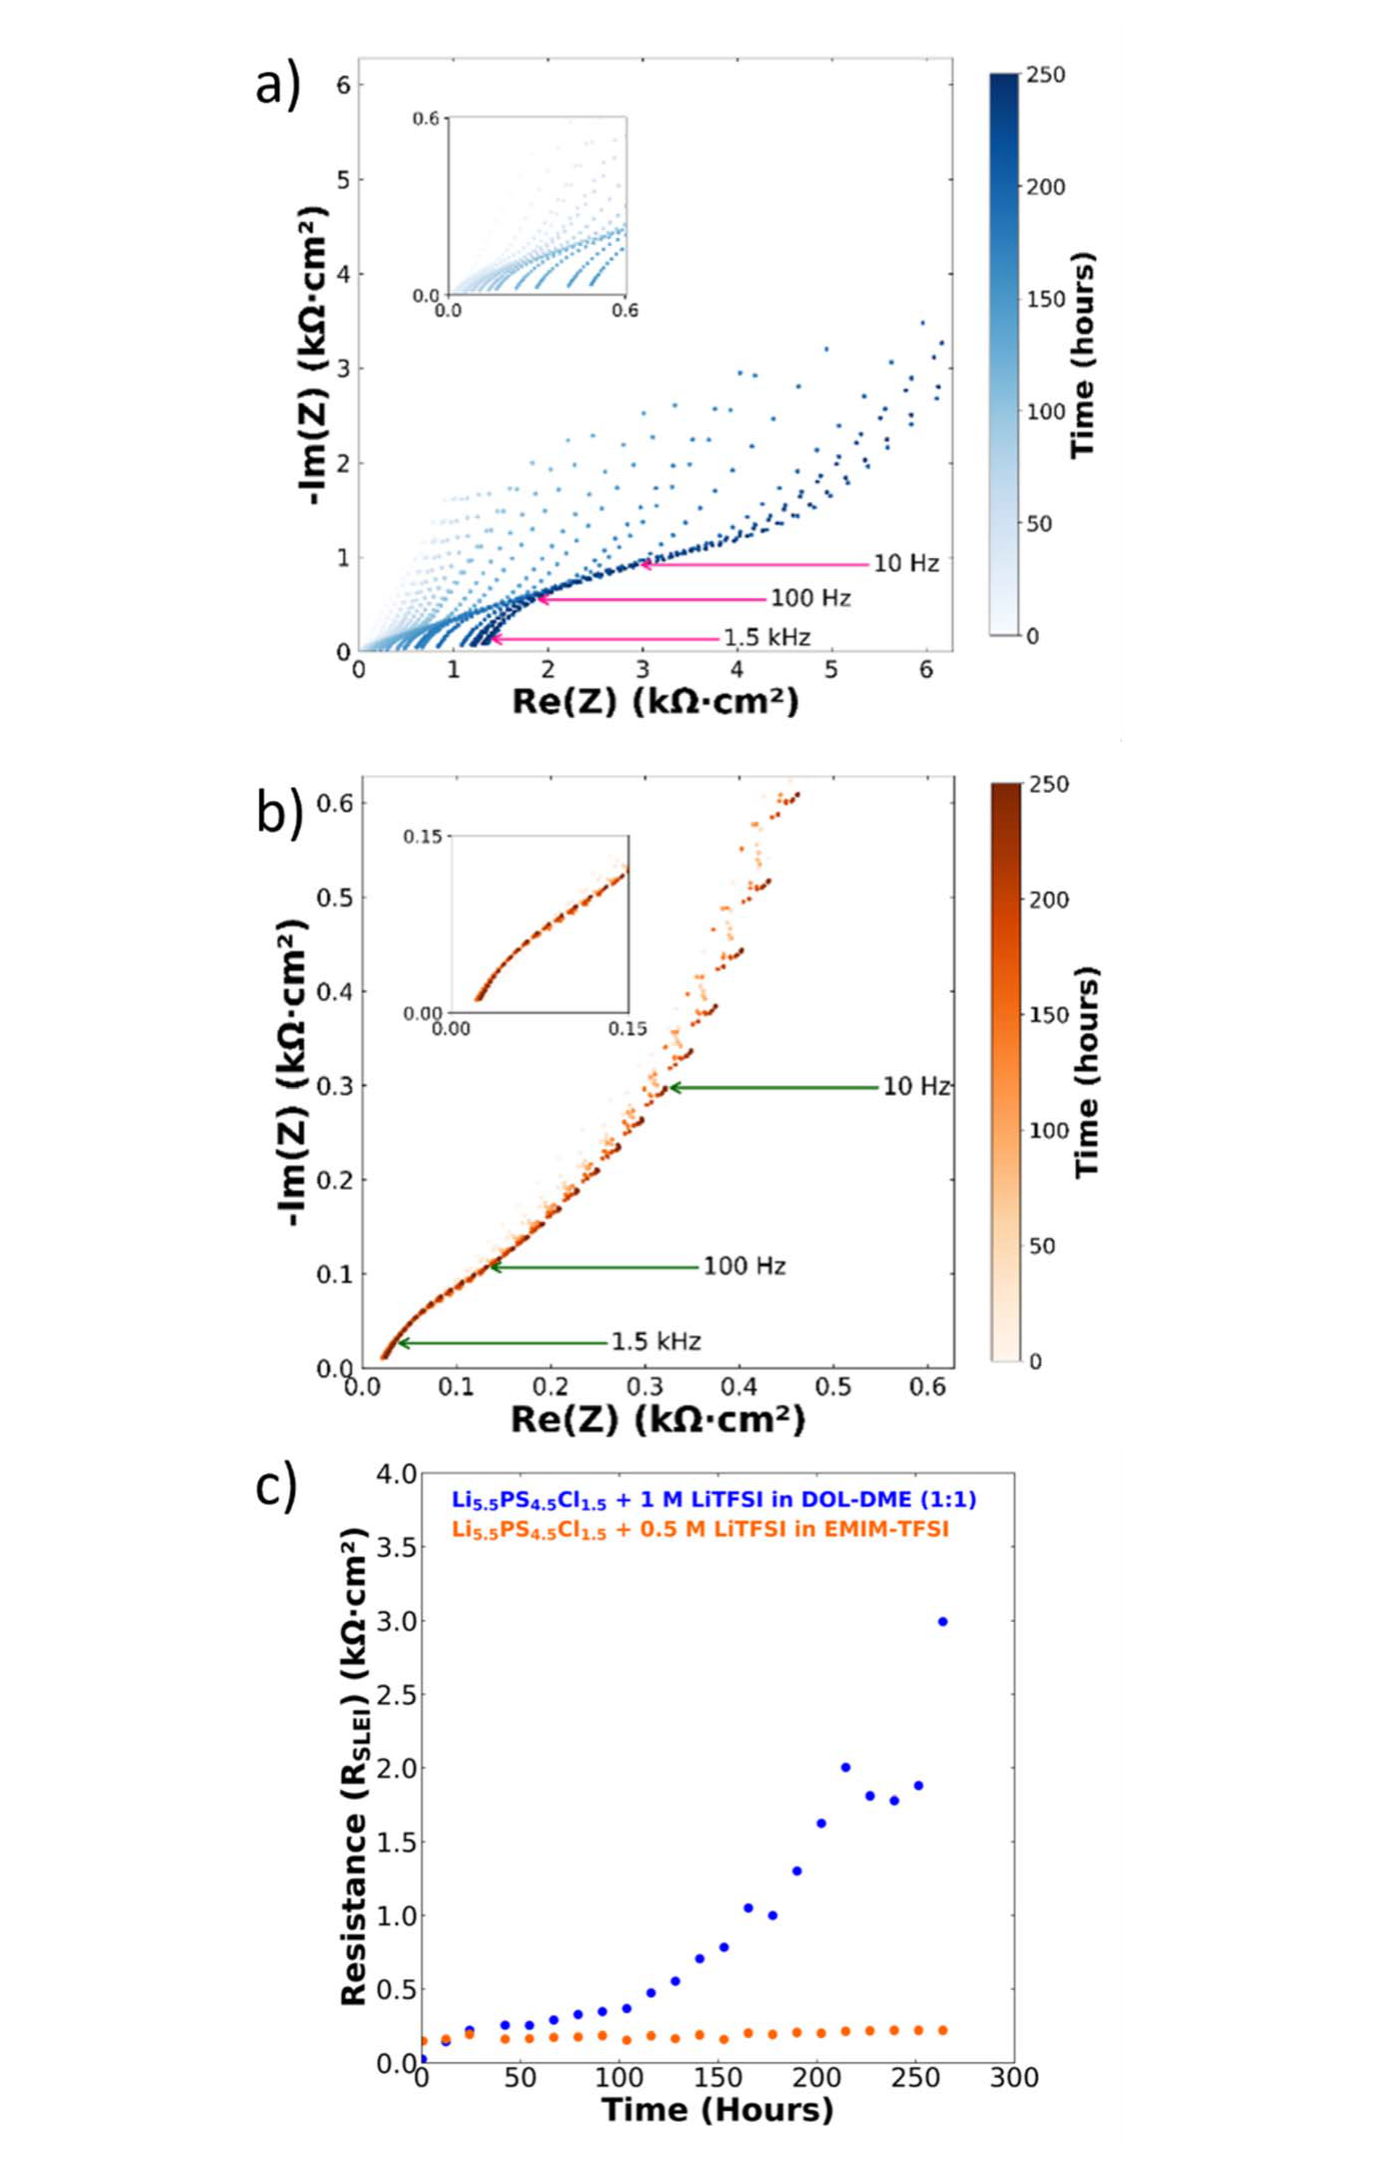 a)
6
5
4
3
2
1
0
-Im(Z) (kΩ·cm²)
0.6
0.0
0.0
0.6
10 Hz
100 Hz
1.5 kHz
0 1 2 3 4 5 6
Re(Z) (kΩ·cm²)
250
200
150
100
50
0
Time (hours)
b)
0.6
0.5
0.4
0.3
0.2
0.1
0.0
-Im(Z) (kΩ·cm²)
0.15
0.00
0.00
0.15
10 Hz
100 Hz
1.5 kHz
0.0 0.1 0.2 0.3 0.4 0.5 0.6
Re(Z) (kΩ·cm²)
250
200
150
100
50
0
Time (hours)
c)
4.0
3.5
3.0
2.5
2.0
1.5
1.0
0.5
0.0
Resistance (R_SLEI) (kΩ·cm²)
Li₅.₅PS₄.₅Cl₁.₅ + 1 M LiTFSI in DOL-DME (1:1)
Li₅.₅PS₄.₅Cl₁.₅ + 0.5 M LiTFSI in EMIM-TFSI
0 50 100 150 200 250 300
Time (Hours)